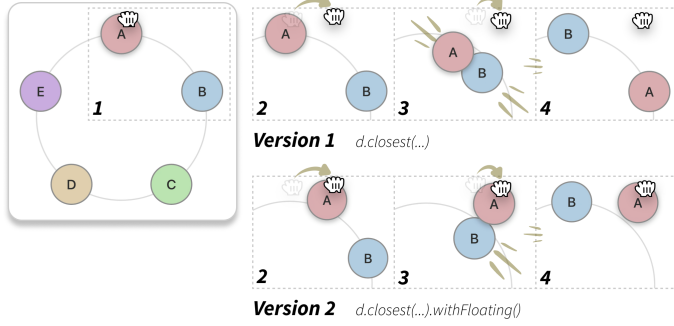 A
E
B
1
D
C
A
B
2
A
B
3
B
A
4
Version 1 d.closest(...)
A
B
2
A
B
3
B
A
4
Version 2 d.closest(...).withFloating()